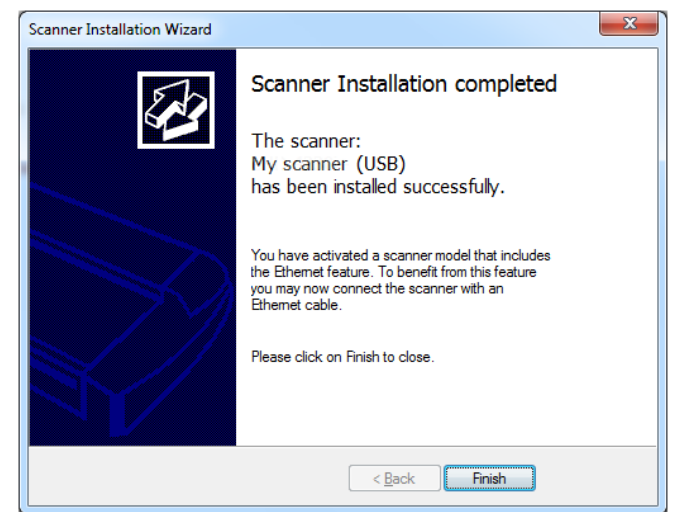 Scanner Installation Wizard
Scanner Installation completed
The scanner:
My scanner (USB)
has been installed successfully.
You have activated a scanner model that includes
the Ethernet feature. To benefit from this feature
you may now connect the scanner with an
Ethernet cable.
Please click on Finish to close.
< Back
Finish